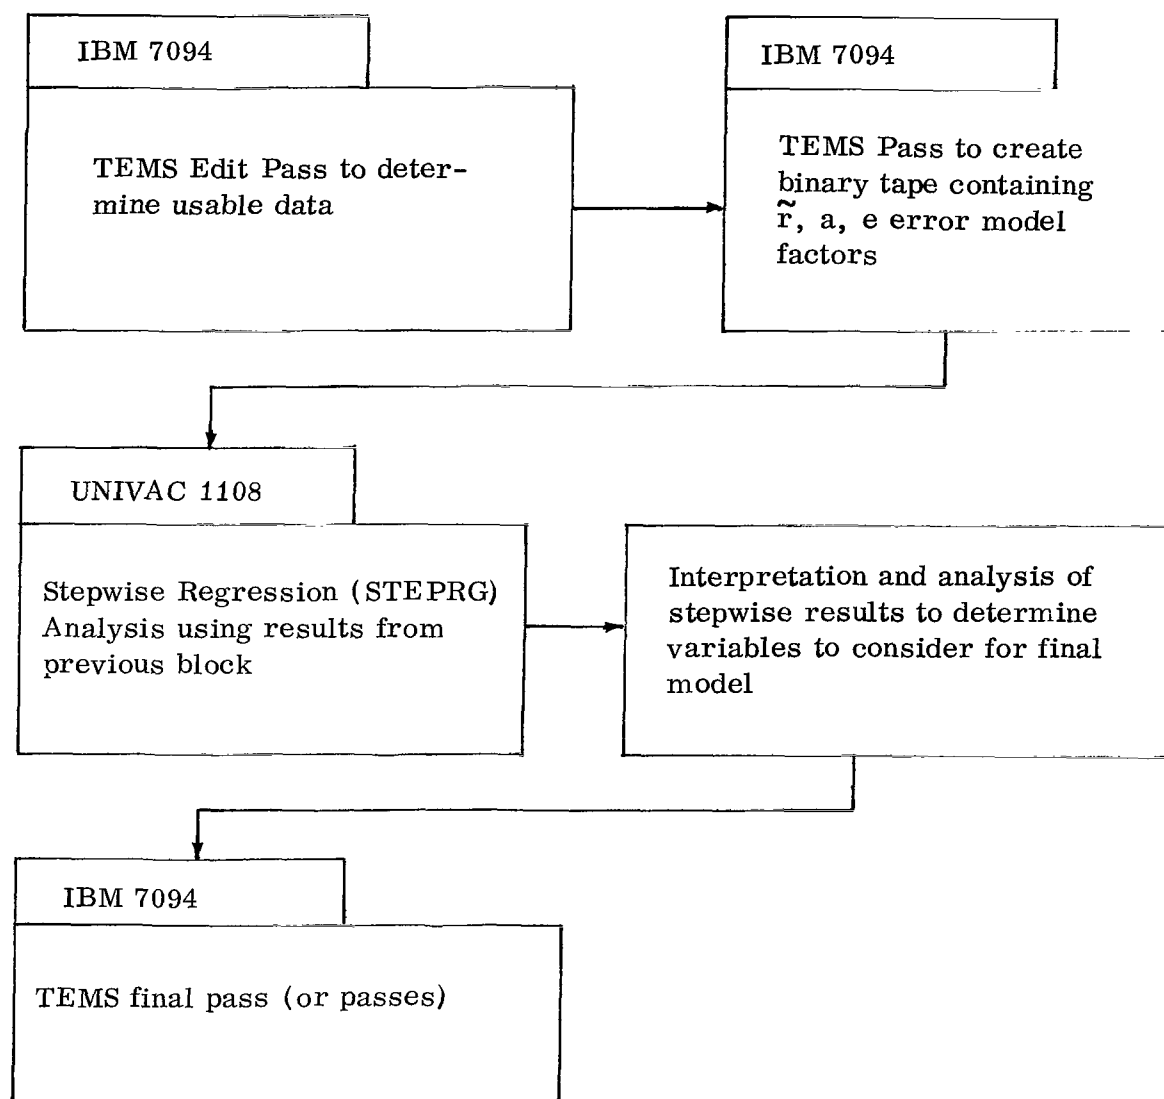 IBM 7094
TEMS Edit Pass to deter-
mine usable data
IBM 7094
TEMS Pass to create
binary tape containing
r̃, a, e error model
factors
UNIVAC 1108
Stepwise Regression (STEPRG)
Analysis using results from
previous block
Interpretation and analysis of
stepwise results to determine
variables to consider for final
model
IBM 7094
TEMS final pass (or passes)